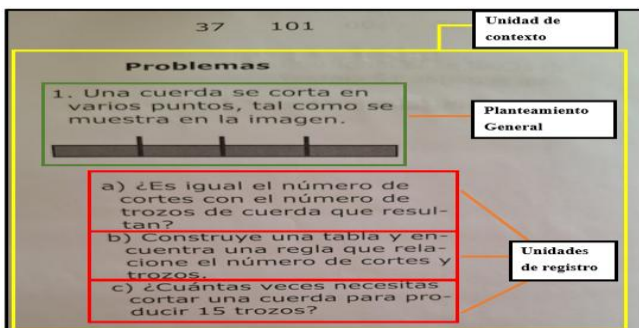 37 101
Unidad de
contexto
Problemas
1. Una cuerda se corta en
varios puntos, tal como se
muestra en la imagen.
Planteamiento
General
a) ¿Es igual el número de
cortes con el número de
trozos de cuerda que resul-
tan?
b) Construye una tabla y en-
cuentra una regla que rela-
cione el número de cortes y
trozos.
c) ¿Cuántas veces necesitas
cortar una cuerda para pro-
ducir 15 trozos?
Unidades
de registro